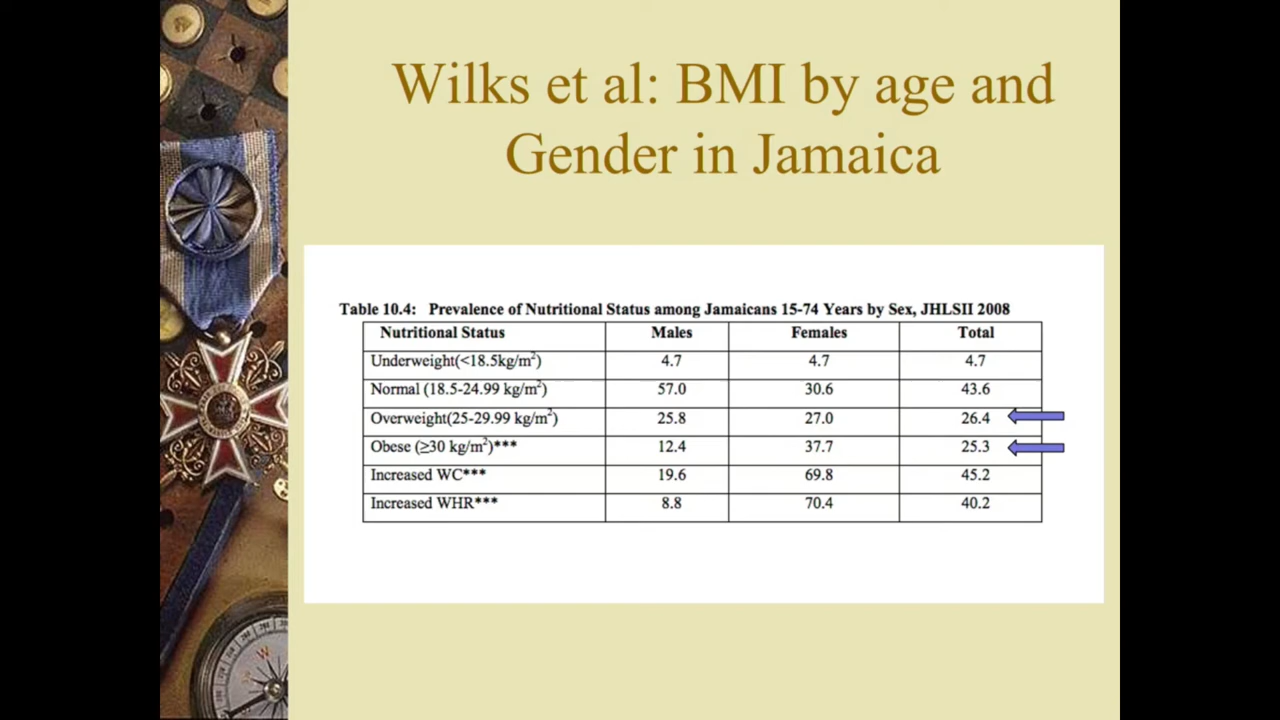 Wilks et al: BMI by age and
Gender in Jamaica
Table 10.4: Prevalence of Nutritional Status among Jamaicans 15-74 Years by Sex, JHLSII 2008
Nutritional Status Males Females Total
Underweight(<18.5kg/m²) 4.7 4.7 4.7
Normal (18.5-24.99 kg/m²) 57.0 30.6 43.6
Overweight(25-29.99 kg/m²) 25.8 27.0 26.4
Obese (≥30 kg/m²)*** 12.4 37.7 25.3
Increased WC*** 19.6 69.8 45.2
Increased WHR*** 8.8 70.4 40.2
W